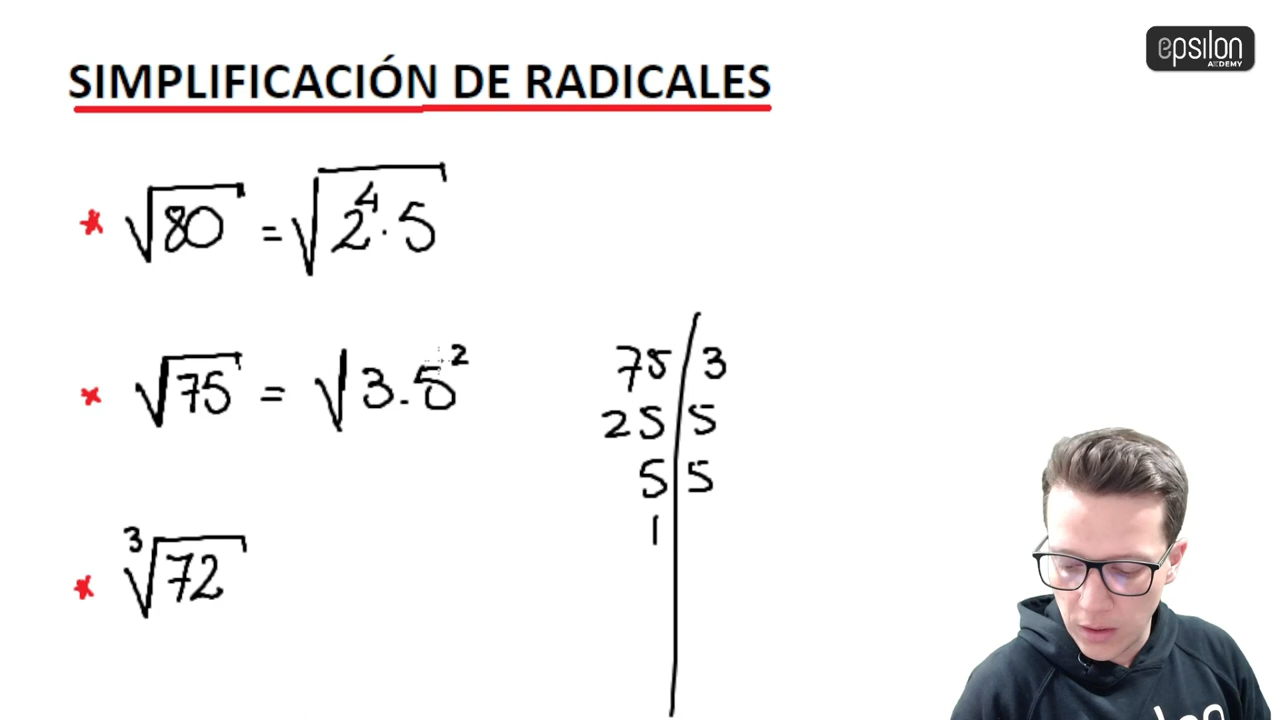 epsilon
ACADEMY
SIMPLIFICACIÓN DE RADICALES
* √80 = √2⁴·5
* √75 = √3.5²
75 | 3
25 | 5
5 | 5
1
* ³√72